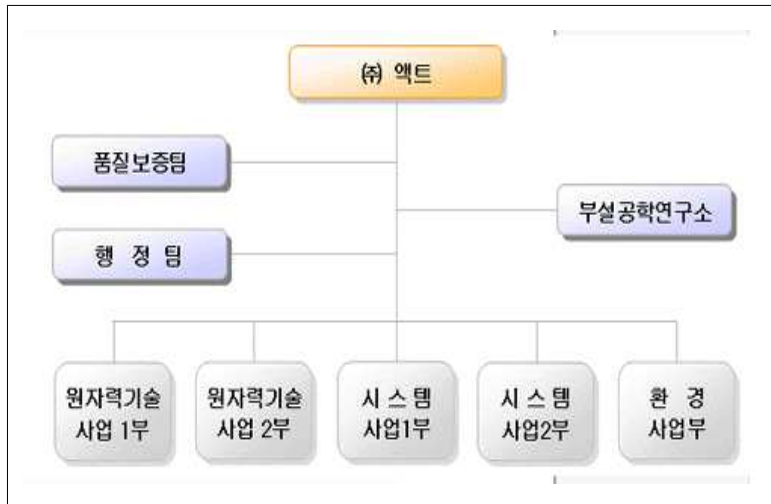 ㈜ 액트
품질보증팀
부설공학연구소
행 정 팀
원자력기술
사업 1부
원자력기술
사업 2부
시 스 템
사업1부
시 스 템
사업2부
환 경
사업부